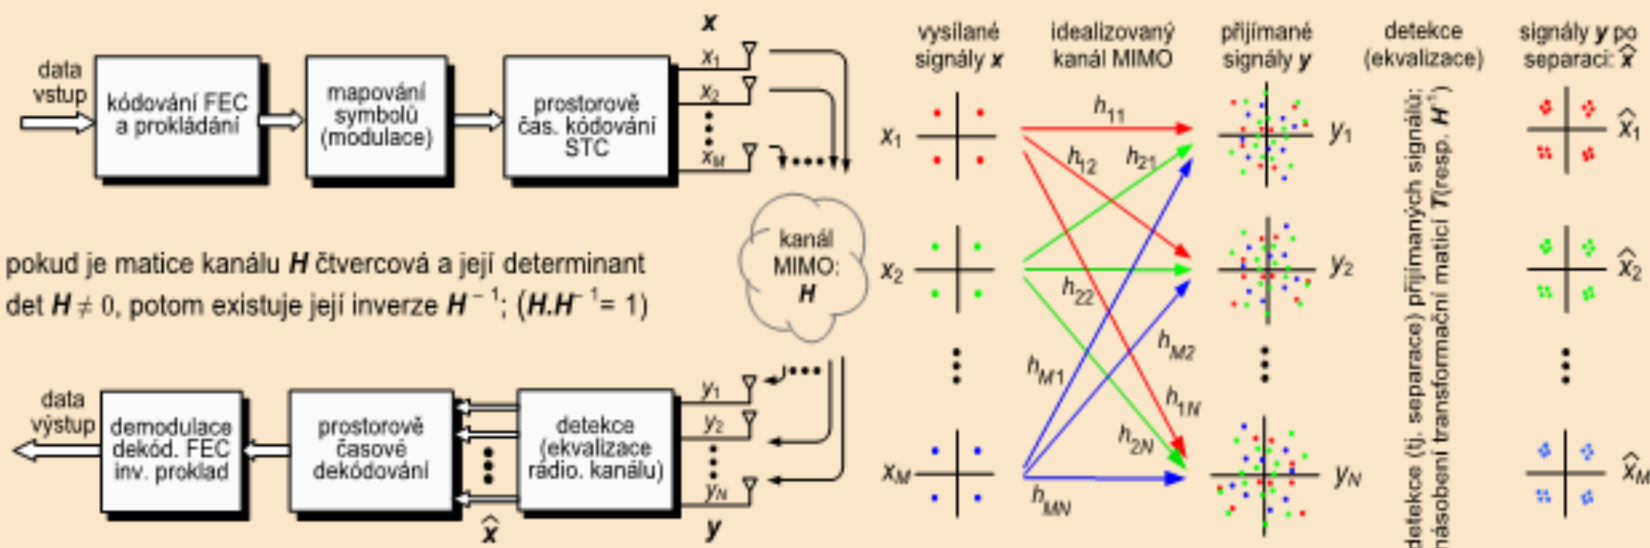 data
vstup
kódování FEC
a prokládání
mapování
symbolů
(modulace)
prostorově
čas. kódování
STC
x
x1
x2
xM
kanál
MIMO:
H
pokud je matice kanálu H čtvercová a její determinant
det H ≠ 0, potom existuje její inverze H⁻¹; (H.H⁻¹= 1)
data
výstup
demodulace
dekód. FEC
inv. proklad
prostorově
časové
dekódování
x̂
detekce
(ekvalizace
rádio. kanálu)
y1
y2
yN
y
vysílané
signály x
x1
x2
xM
idealizovaný
kanál MIMO
h11
h12
h21
h22
hM1
hM2
h1N
h2N
hMN
přijímané
signály y
y1
y2
yN
detekce
(ekvalizace)
detekce (tj. separace) přijímaných signálů:
násobení transformační maticí T(resp. H⁻¹)
signály y po
separaci: x̂
x̂1
x̂2
x̂M